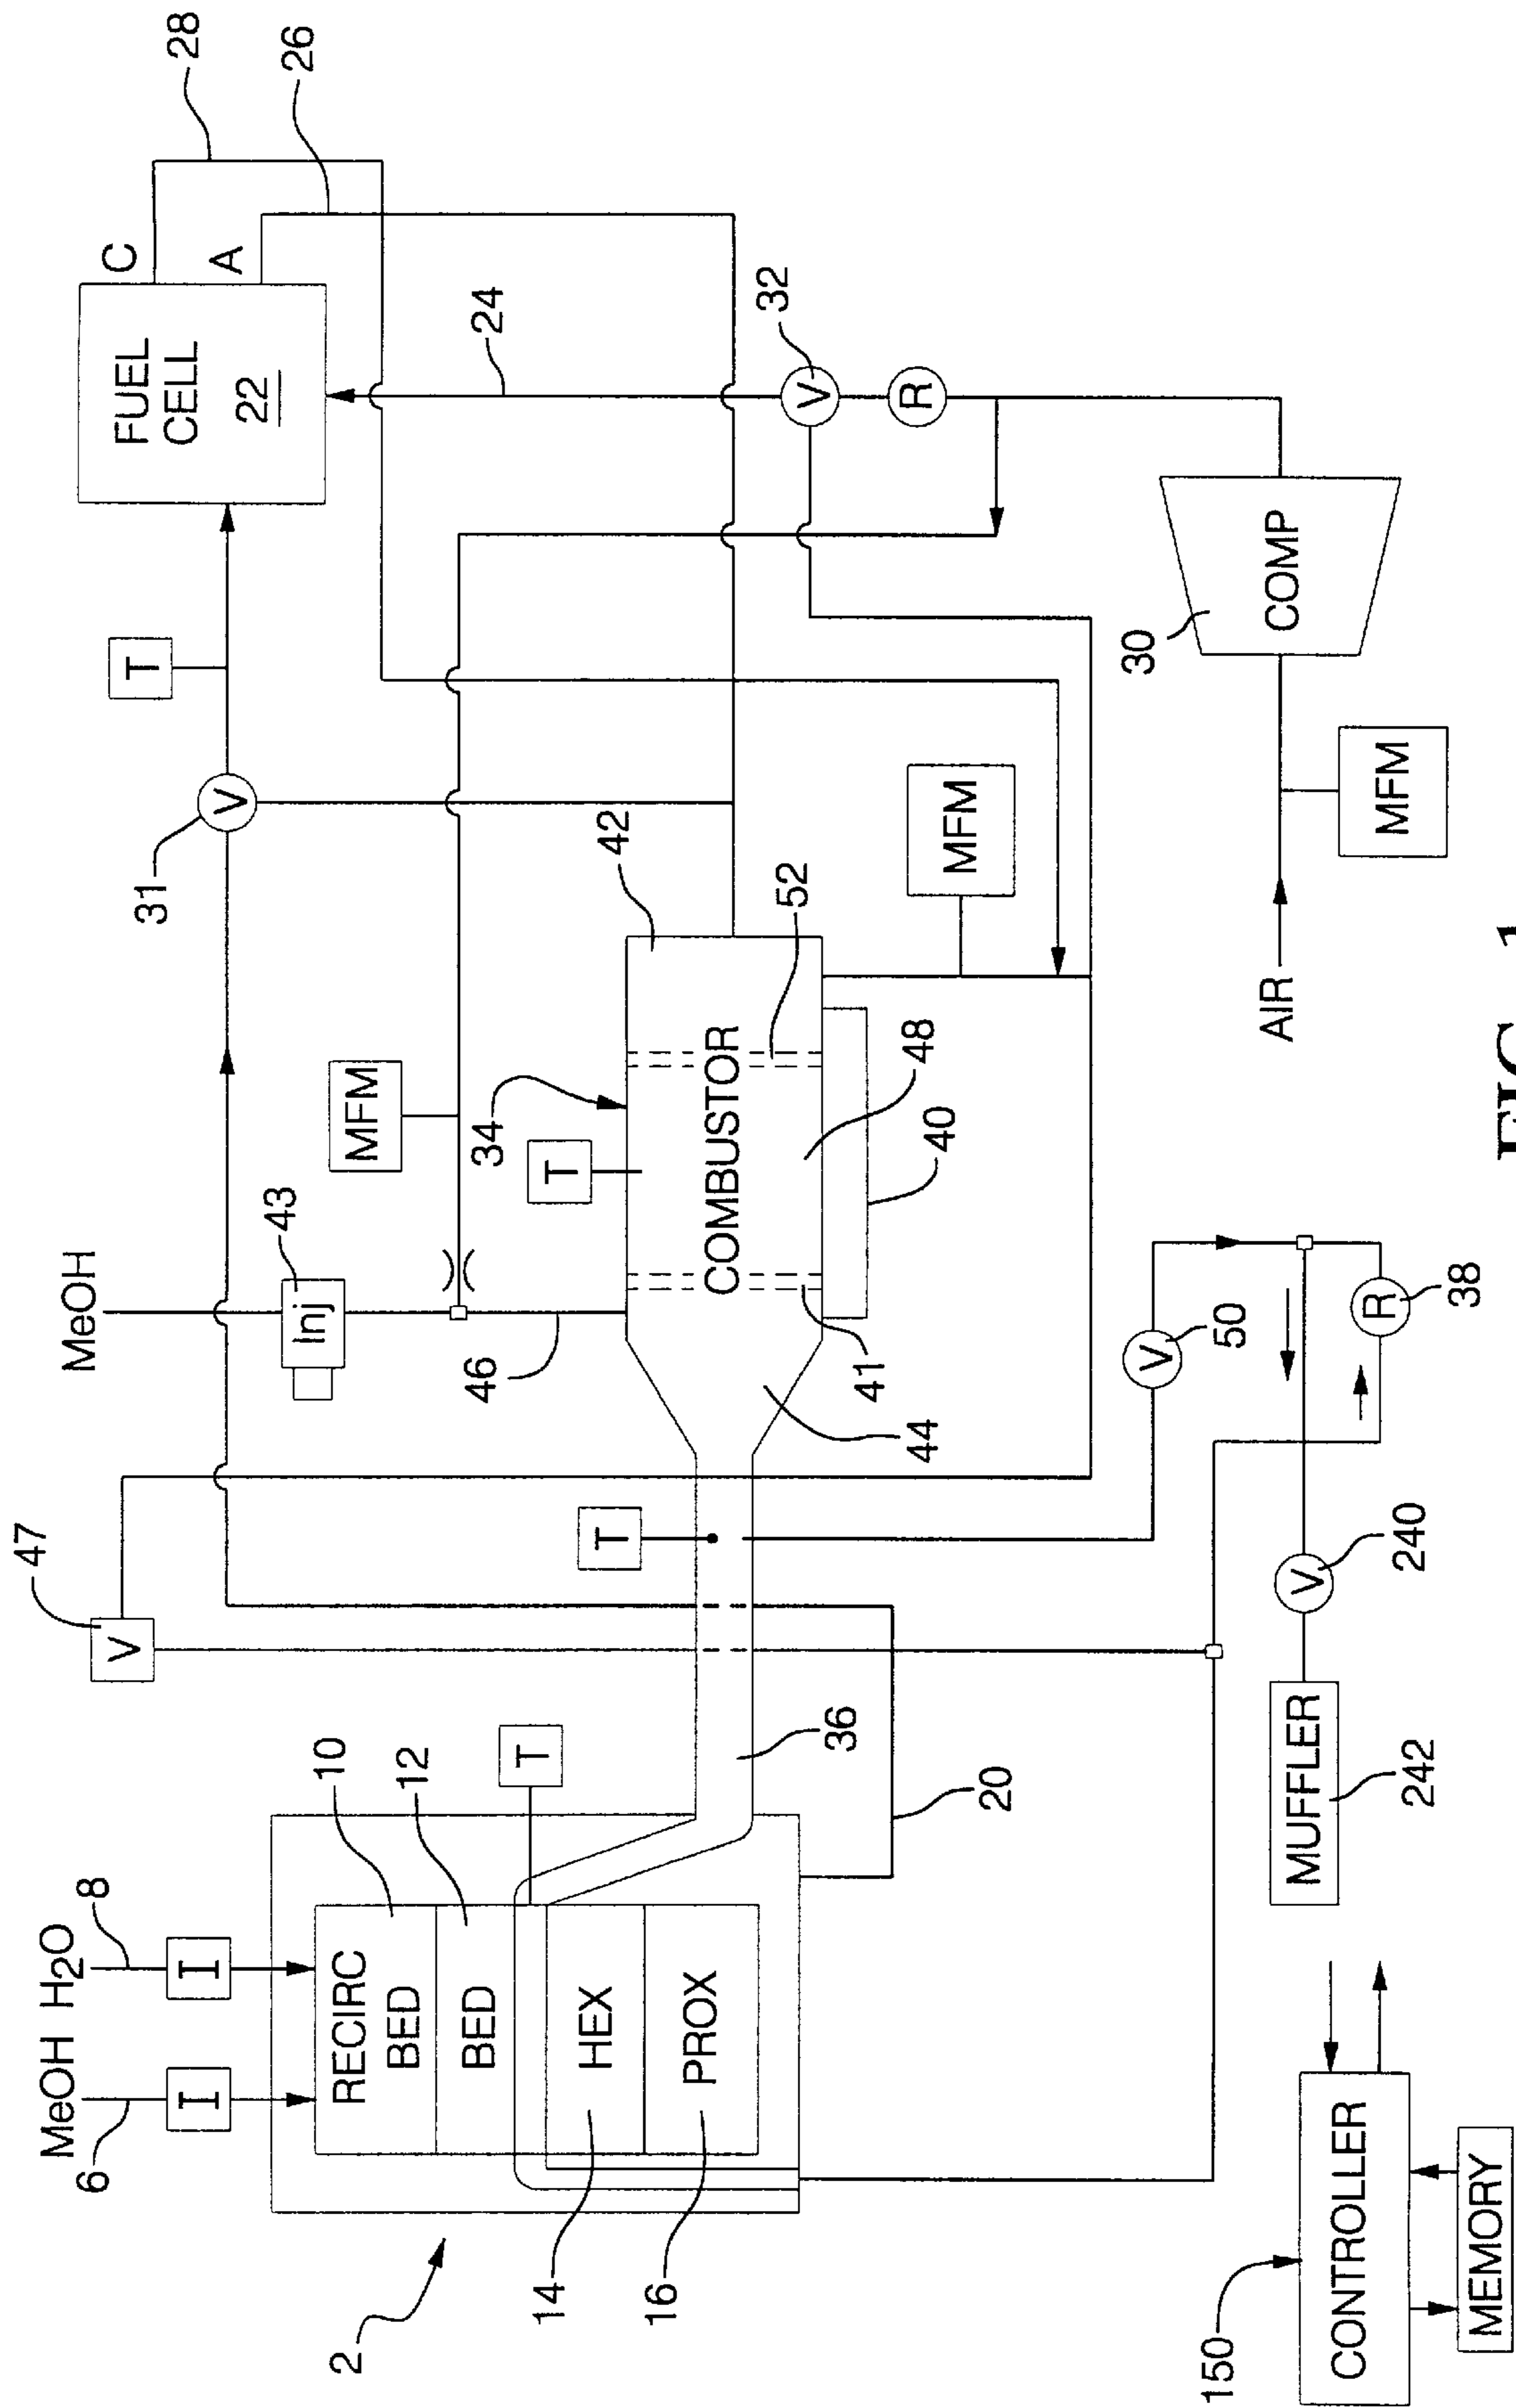 MeOH
H2O
6
8
I
I
10
12
RECIRC
BED
BED
HEX
PROX
14
16
2
T
36
20
47
V
T
MeOH
43
Inj
46
MFM
34
T
COMBUSTOR
42
52
48
40
41
44
MFM
31
V
T
FUEL
CELL
22
C
A
28
26
24
32
V
R
30
COMP
AIR
MFM
V
50
R
38
V
240
MUFFLER
242
150
CONTROLLER
MEMORY